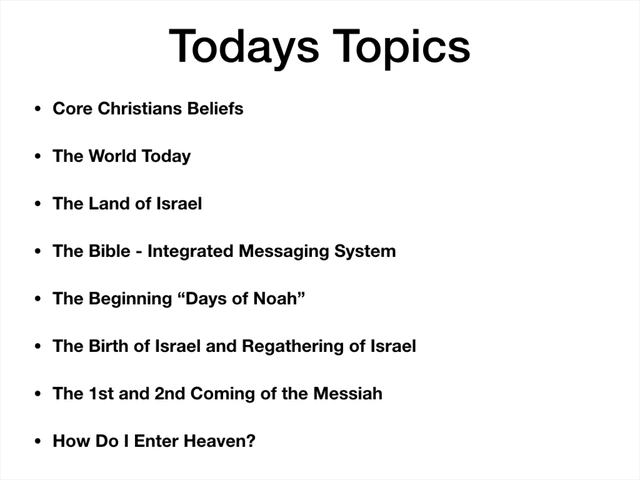 Todays Topics
• Core Christians Beliefs
• The World Today
• The Land of Israel
• The Bible - Integrated Messaging System
• The Beginning “Days of Noah”
• The Birth of Israel and Regathering of Israel
• The 1st and 2nd Coming of the Messiah
• How Do I Enter Heaven?